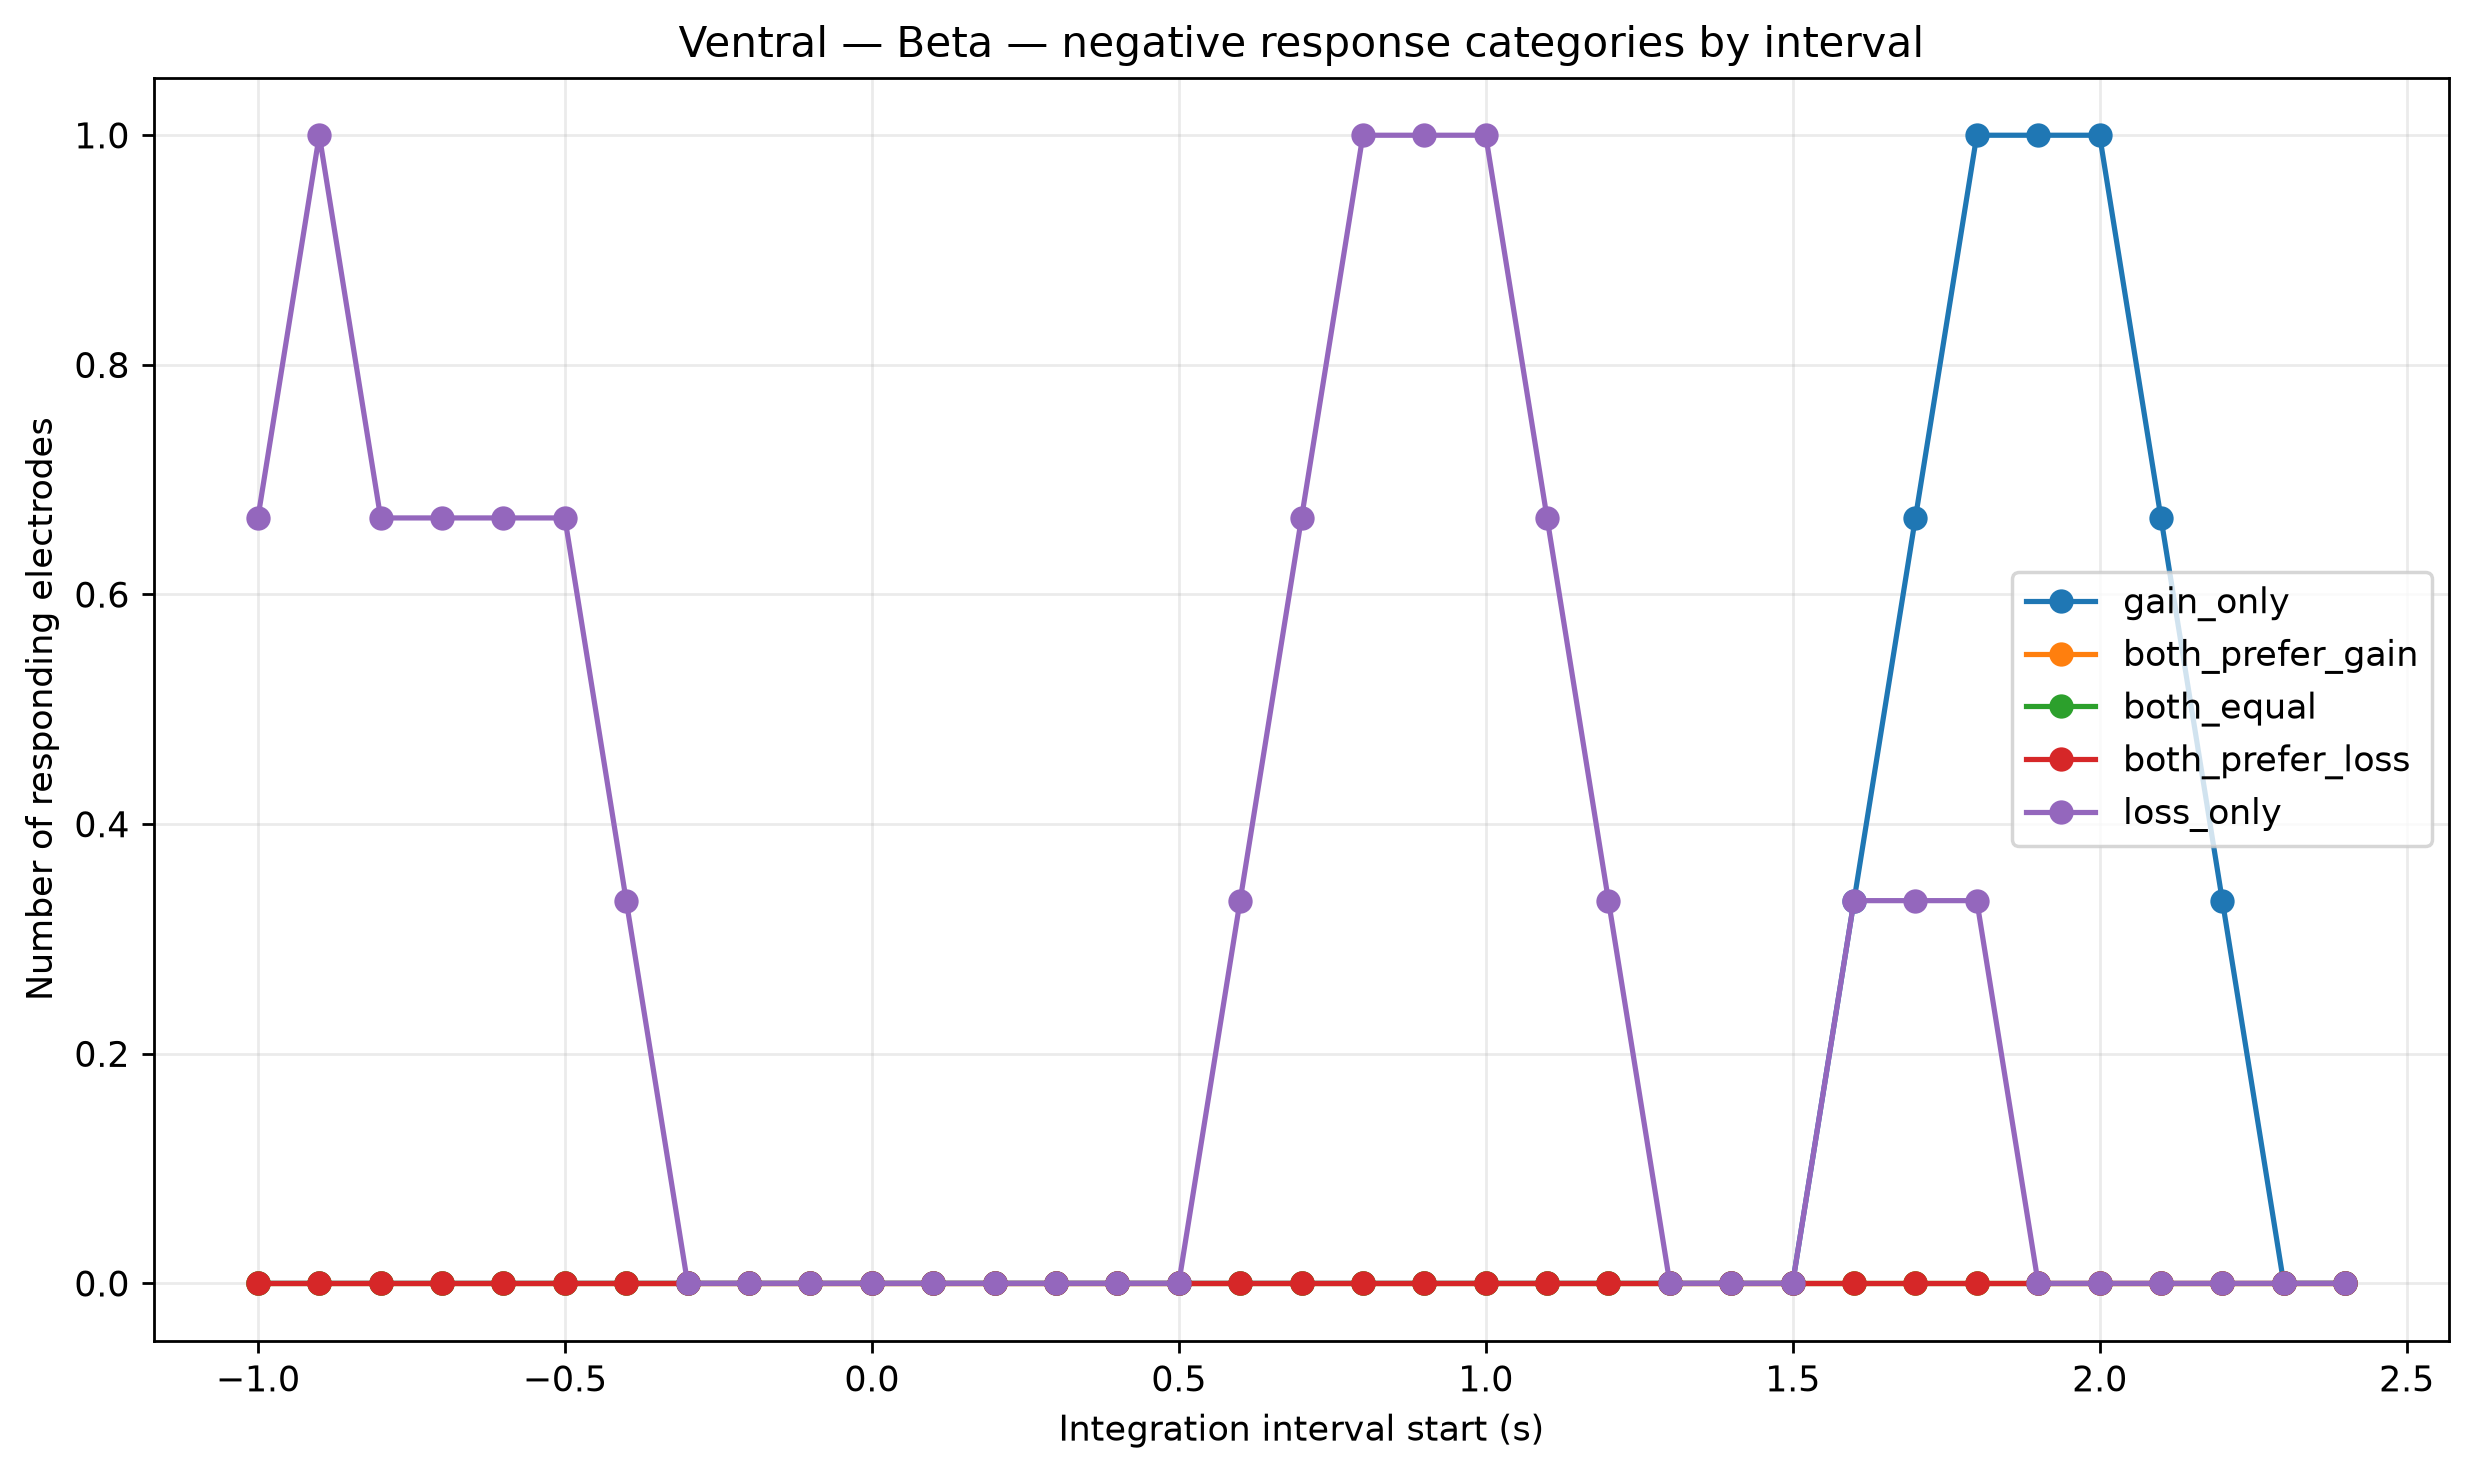 Ventral — Beta — negative response categories by interval
1.0
0.8
0.6
0.4
0.2
0.0
Number of responding electrodes
gain_only
both_prefer_gain
both_equal
both_prefer_loss
loss_only
−1.0 −0.5 0.0 0.5 1.0 1.5 2.0 2.5
Integration interval start (s)